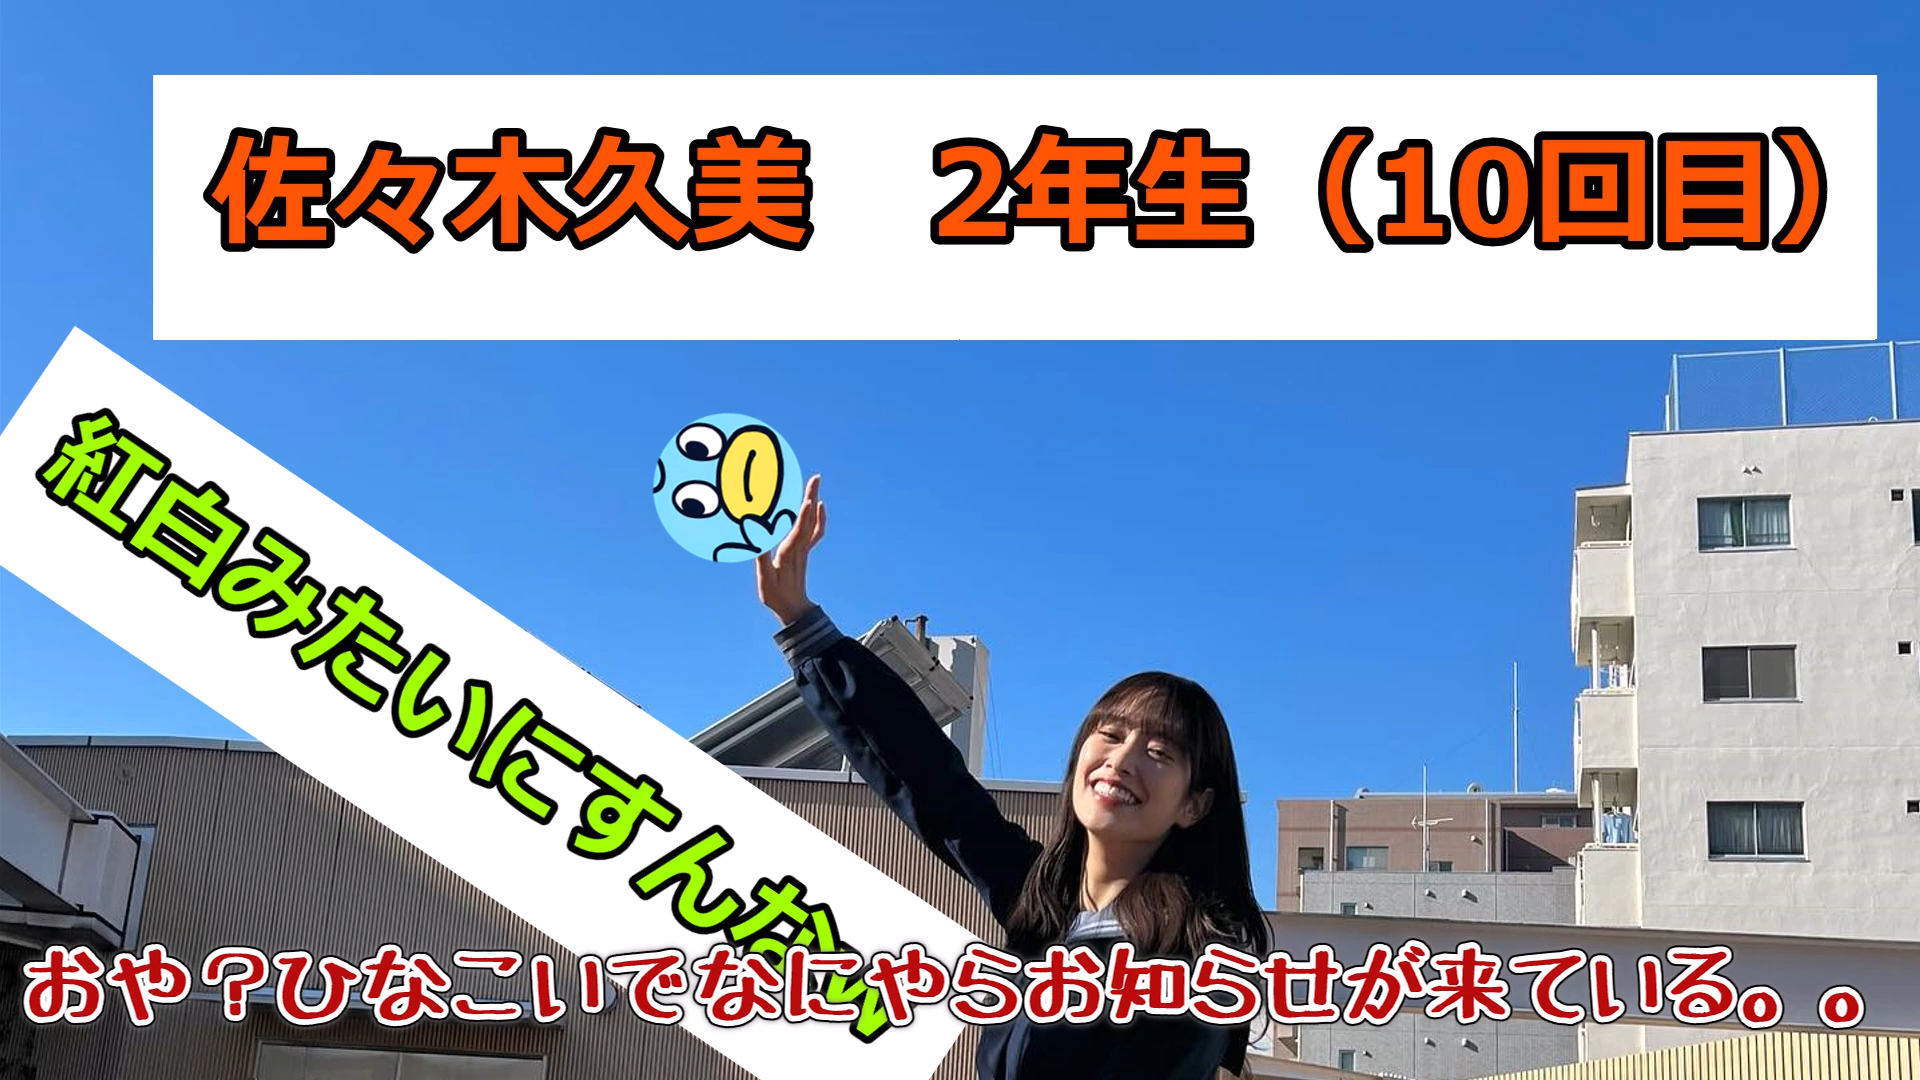 佐々木久美　2年生（10回目）
紅白みたいにすんなw
おや？ひなこいでなにやらお知らせが来ている。。